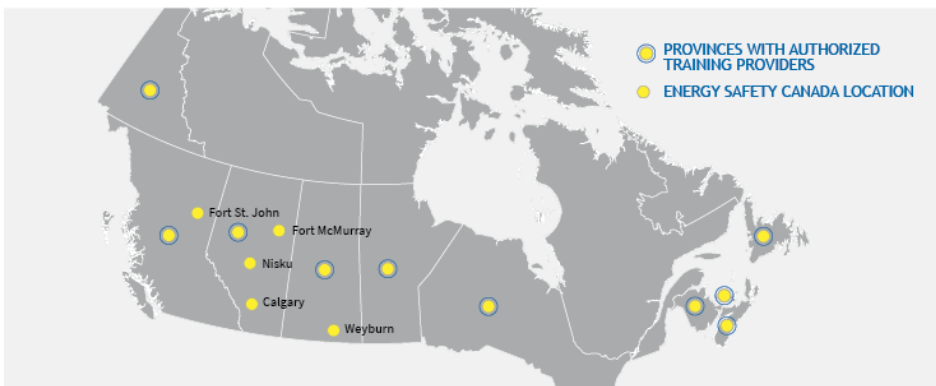 PROVINCES WITH AUTHORIZED
TRAINING PROVIDERS
ENERGY SAFETY CANADA LOCATION
Fort St. John
Fort McMurray
Nisku
Calgary
Weyburn